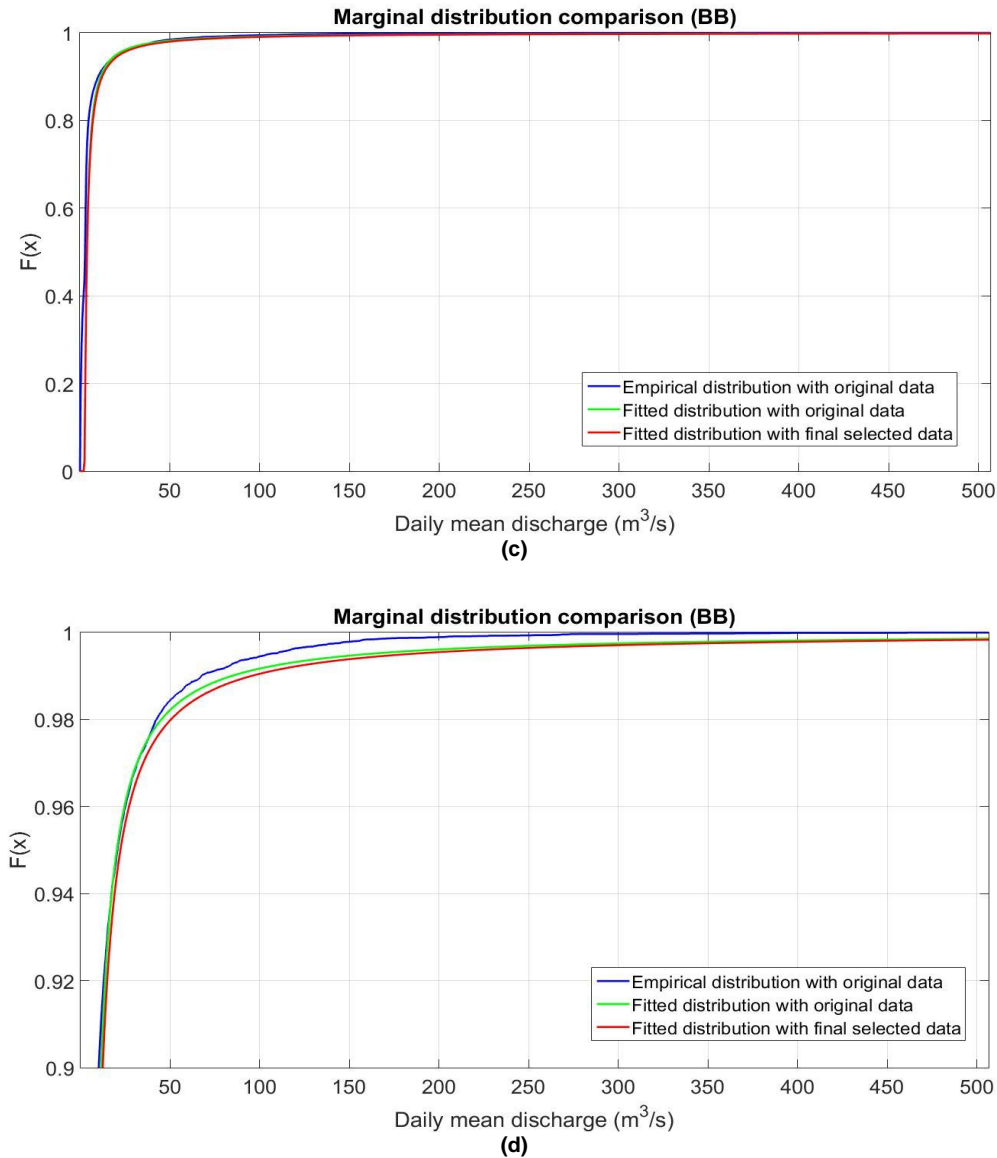 Marginal distribution comparison (BB)
1
0.8
0.6
0.4
0.2
0
F(x)
Empirical distribution with original data
Fitted distribution with original data
Fitted distribution with final selected data
50 100 150 200 250 300 350 400 450 500
Daily mean discharge (m³/s)
(c)
Marginal distribution comparison (BB)
1
0.98
0.96
0.94
0.92
0.9
F(x)
Empirical distribution with original data
Fitted distribution with original data
Fitted distribution with final selected data
50 100 150 200 250 300 350 400 450 500
Daily mean discharge (m³/s)
(d)